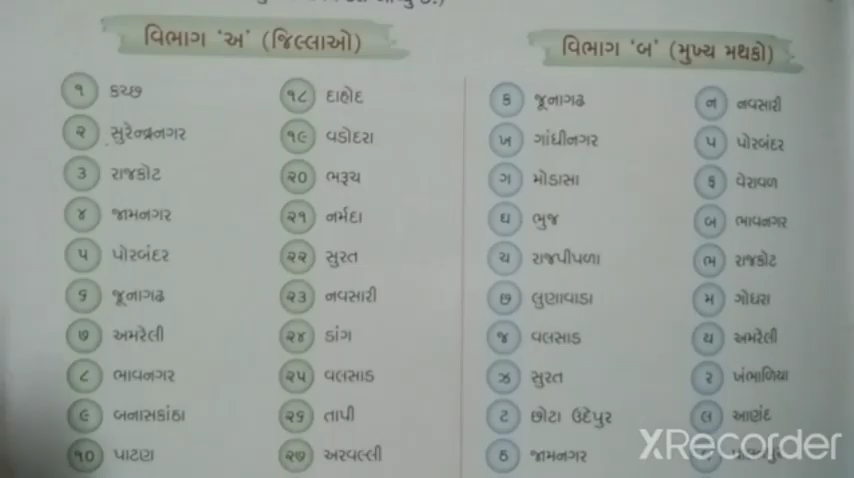 વિભાગ 'અ' (જિલ્લાઓ)
૧ કચ્છ
૨ સુરેન્દ્રનગર
૩ રાજકોટ
૪ જામનગર
૫ પોરબંદર
૬ જૂનાગઢ
૭ અમરેલી
૮ ભાવનગર
૯ બનાસકાંઠા
૧૦ પાટણ
૧૮ દાહોદ
૧૯ વડોદરા
૨૦ ભરૂચ
૨૧ નર્મદા
૨૨ સુરત
૨૩ નવસારી
૨૪ ડાંગ
૨૫ વલસાડ
૨૬ તાપી
૨૭ અરવલ્લી
વિભાગ 'બ' (મુખ્ય મથકો)
ક જૂનાગઢ
ખ ગાંધીનગર
ગ મોડાસા
ઘ ભુજ
ચ રાજપીપળા
છ લુણાવાડા
જ વલસાડ
ઝ સુરત
ટ છોટા ઉદેપુર
ઠ જામનગર
ન નવસારી
પ પોરબંદર
ફ વેરાવળ
બ ભાવનગર
ભ રાજકોટ
મ ગોધરા
ય અમરેલી
ર ખંભાળિયા
લ આણંદ
XRecorder